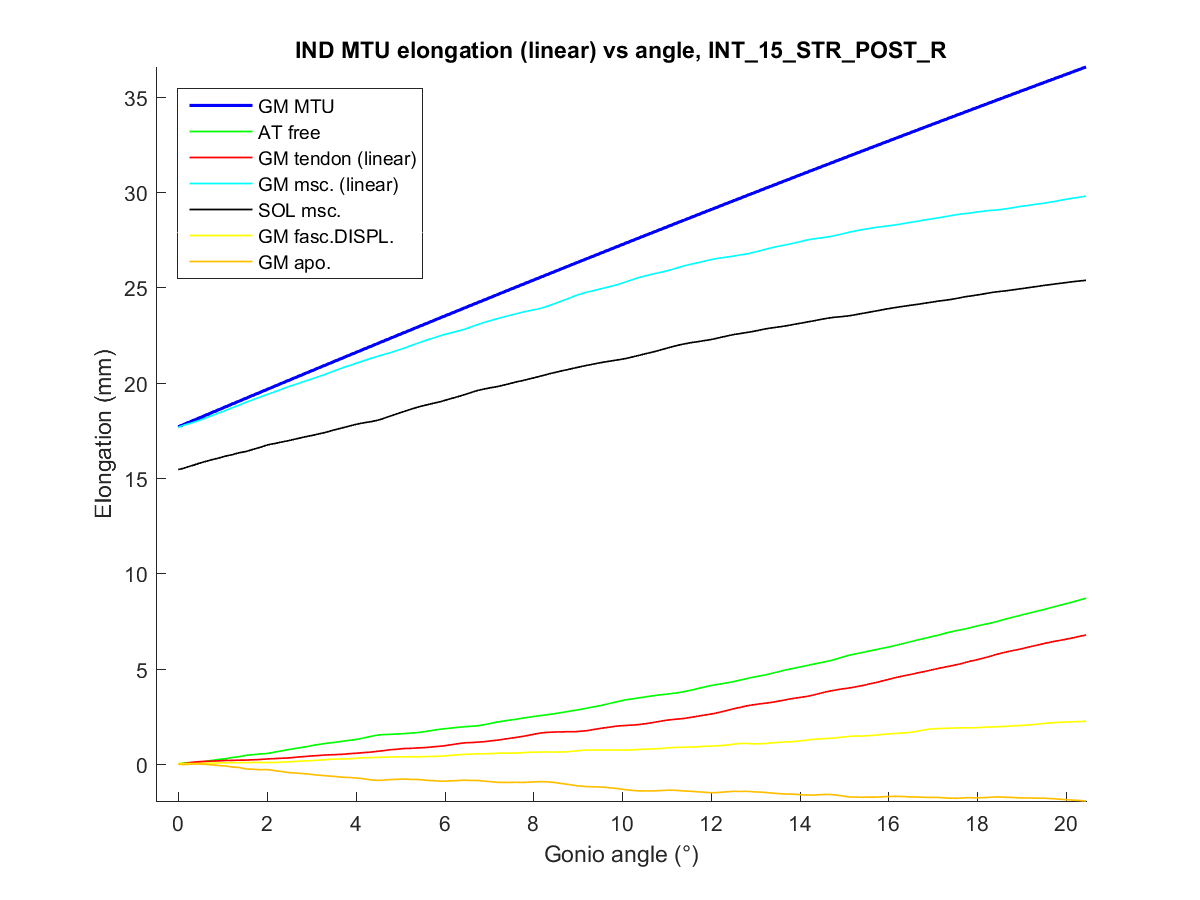 IND MTU elongation (linear) vs angle, INT_15_STR_POST_R
GM MTU
AT free
GM tendon (linear)
GM msc. (linear)
SOL msc.
GM fasc.DISPL.
GM apo.
Elongation (mm)
35
30
25
20
15
10
5
0
0 2 4 6 8 10 12 14 16 18 20
Gonio angle (°)